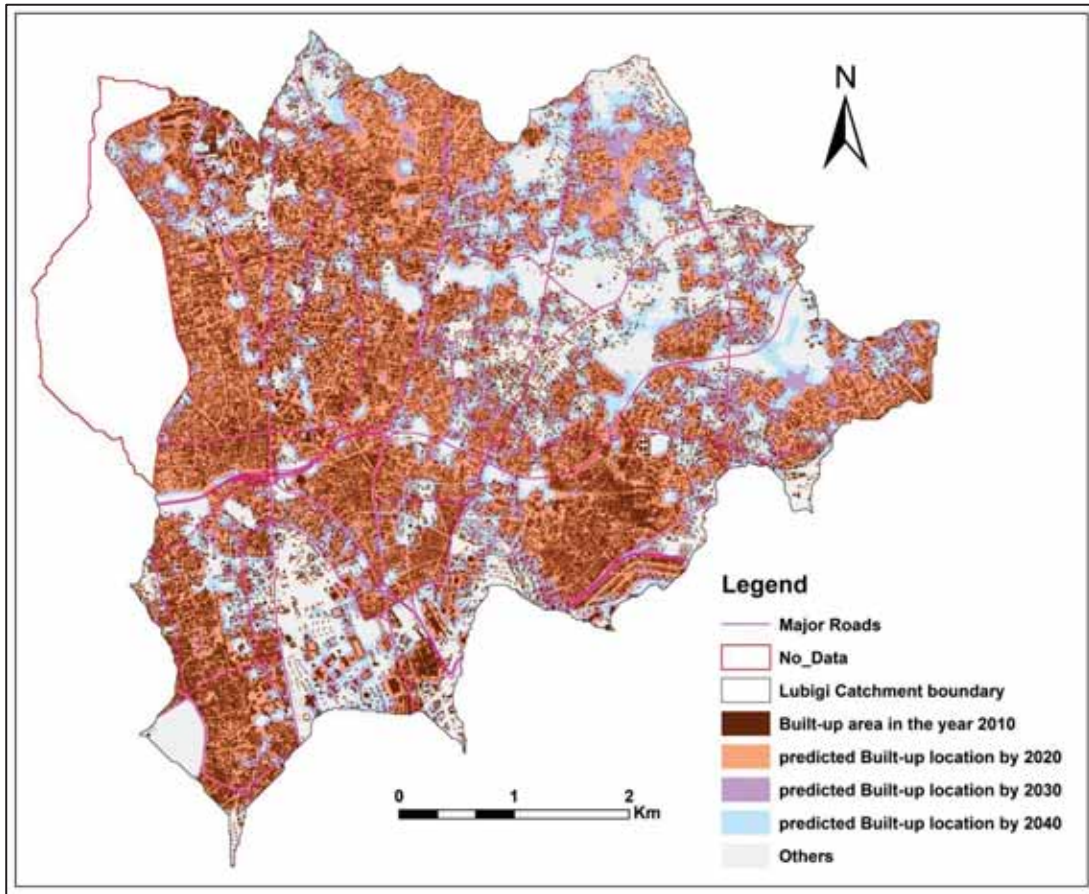 N
Legend
Major Roads
No_Data
Lubigi Catchment boundary
Built-up area in the year 2010
predicted Built-up location by 2020
predicted Built-up location by 2030
predicted Built-up location by 2040
Others
0 1 2
Km